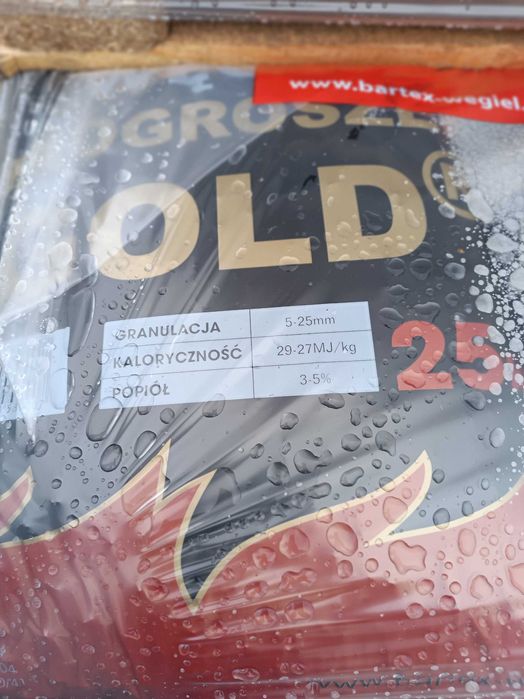 www.bartex-wegiel.
OGROSZE
OLD®
GRANULACJA 5-25mm
KALORYCZNOŚĆ 29-27MJ/kg
POPIÓŁ 3-5%
25